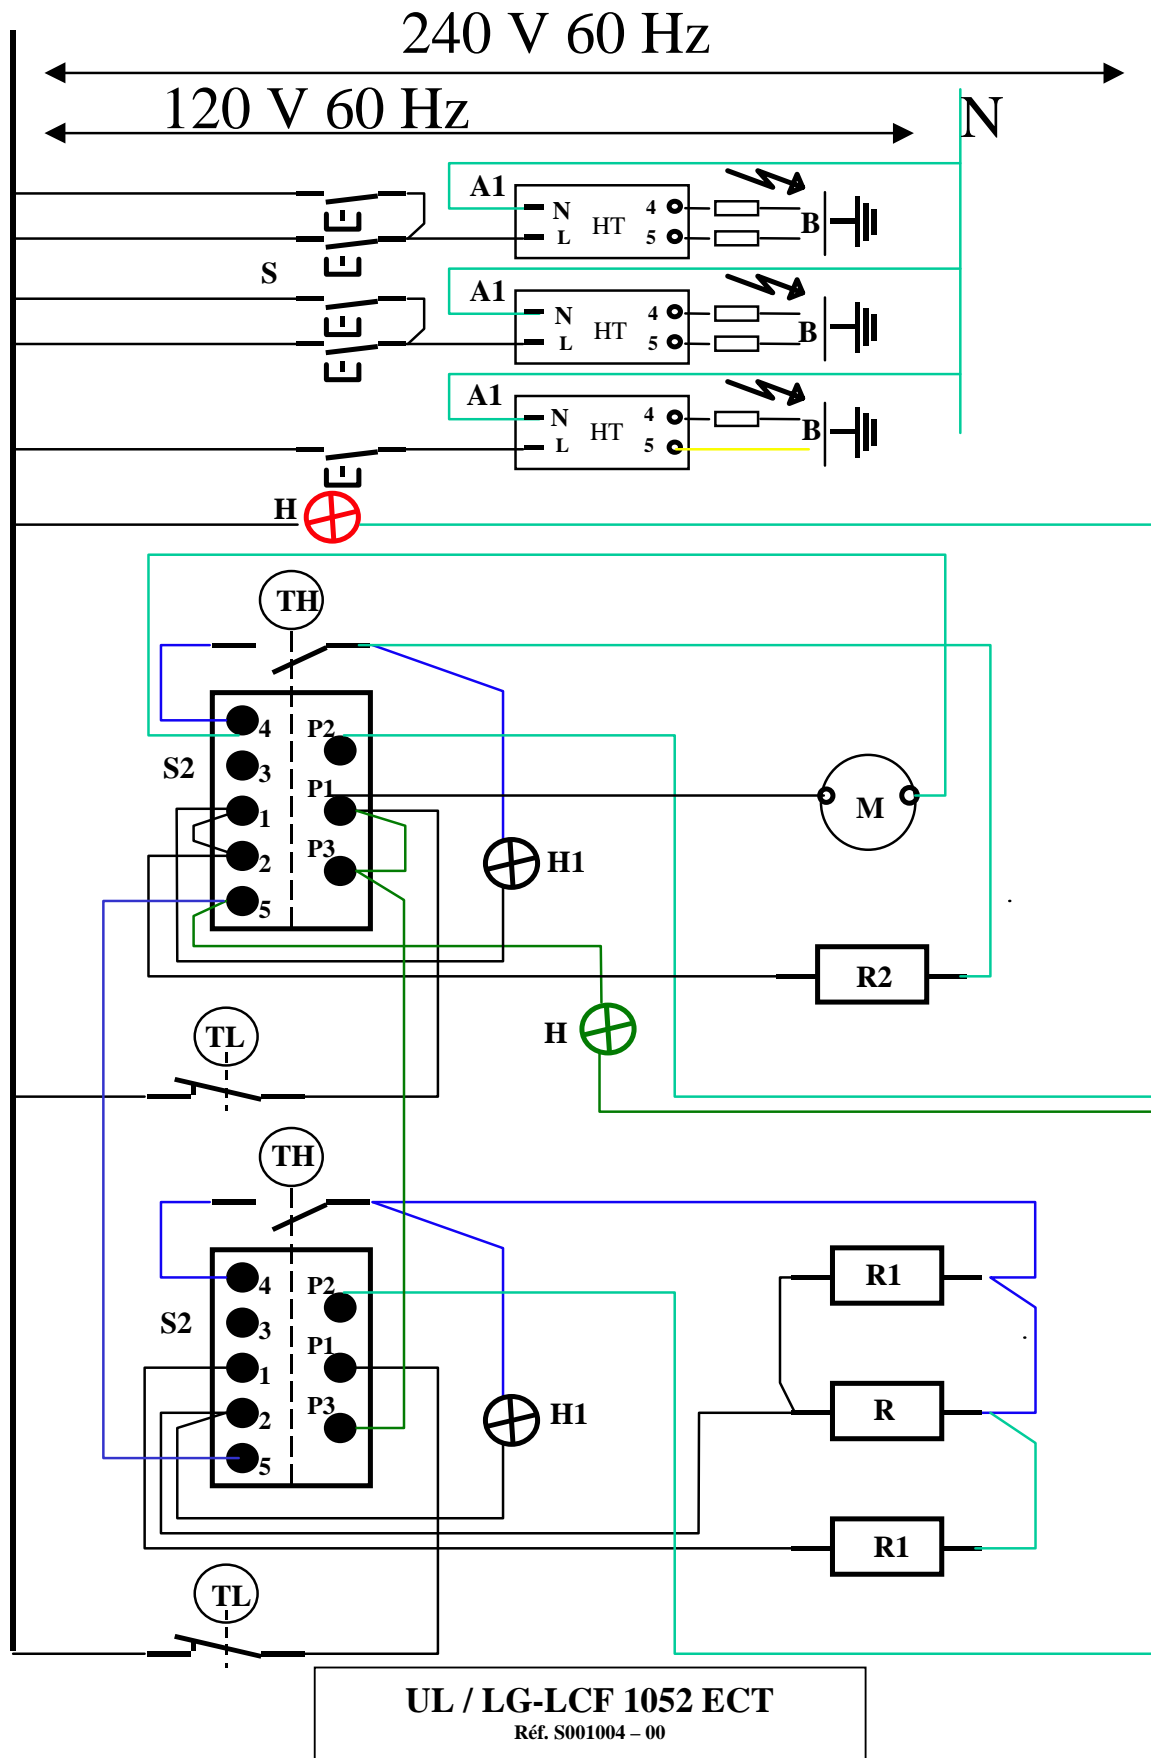 240 V 60 Hz
120 V 60 Hz
N
A1
N
L
HT
4
5
B
S
A1
N
L
HT
4
5
B
A1
N
L
HT
4
5
B
H
TH
S2
4
3
1
2
5
P2
P1
P3
M
H1
R2
H
TL
TH
S2
4
3
1
2
5
P2
P1
P3
H1
R1
R
R1
TL
UL / LG-LCF 1052 ECT
Réf. S001004 – 00